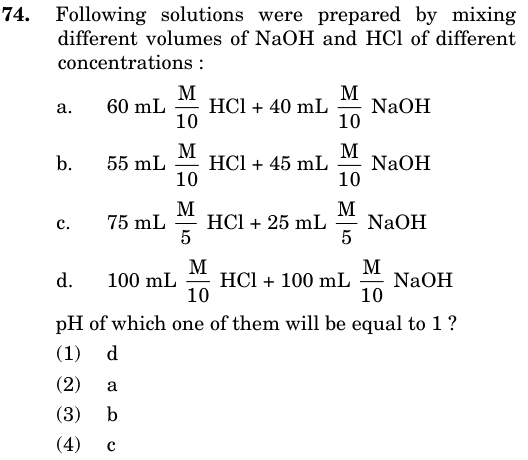 74. Following solutions were prepared by mixing
different volumes of NaOH and HCl of different
concentrations :
a. 60 mL M/10 HCl + 40 mL M/10 NaOH
b. 55 mL M/10 HCl + 45 mL M/10 NaOH
c. 75 mL M/5 HCl + 25 mL M/5 NaOH
d. 100 mL M/10 HCl + 100 mL M/10 NaOH
pH of which one of them will be equal to 1 ?
(1) d
(2) a
(3) b
(4) c